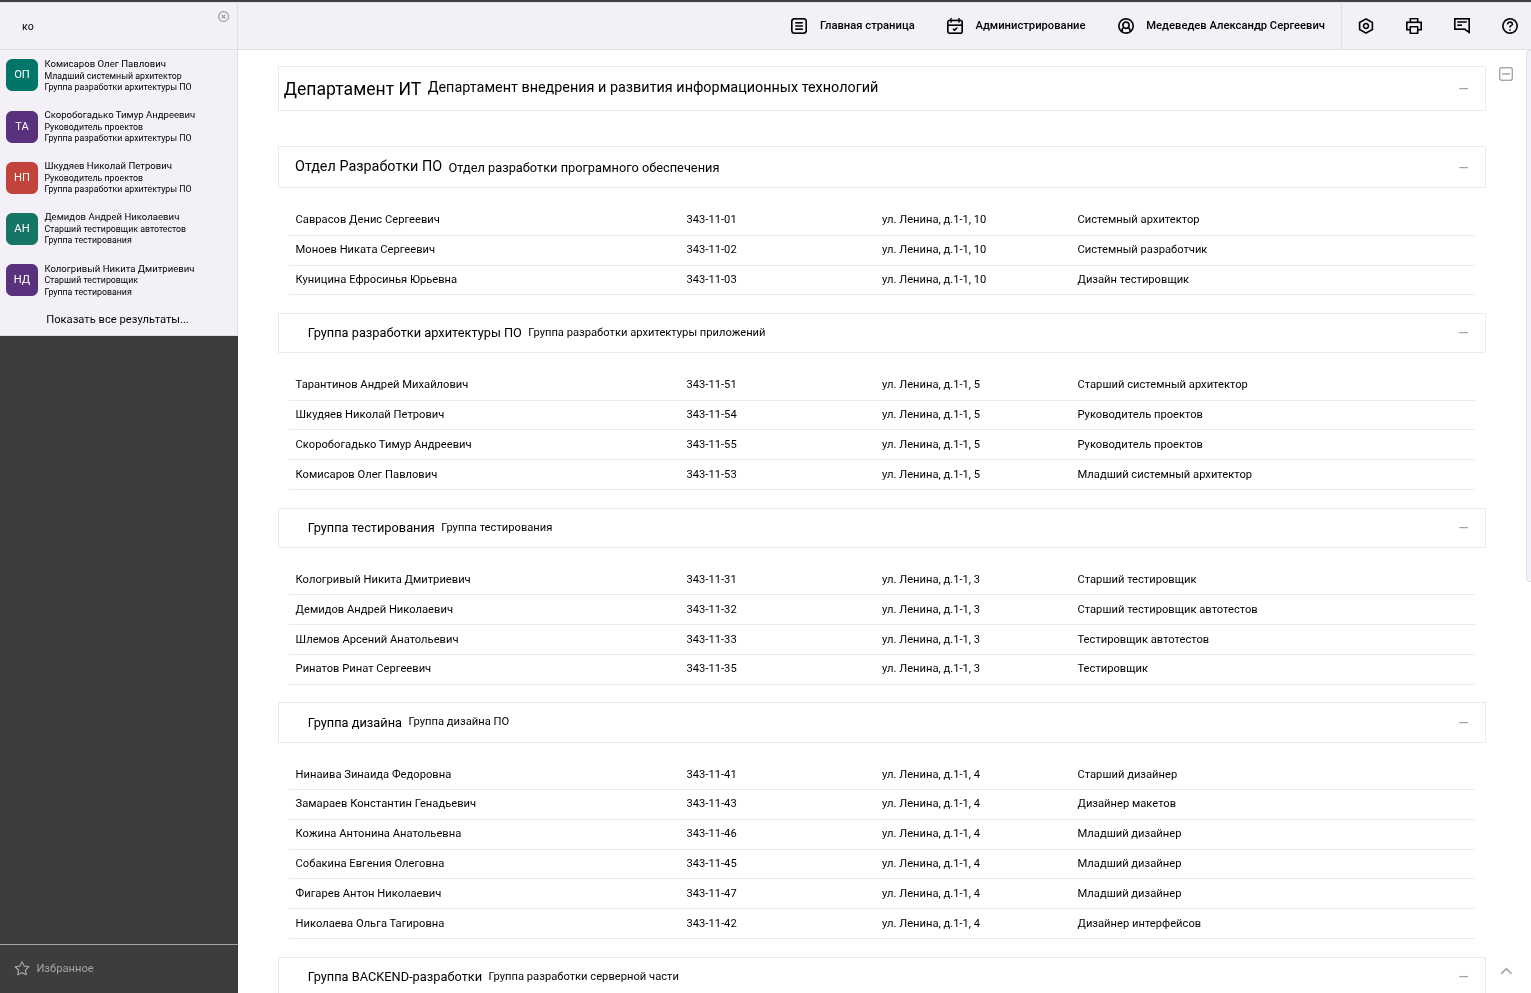 ко
Главная страница
Администрирование
Медеведев Александр Сергеевич
ОП
Комисаров Олег Павлович
Младший системный архитектор
Группа разработки архитектуры ПО
ТА
Скоробогадько Тимур Андреевич
Руководитель проектов
Группа разработки архитектуры ПО
НП
Шкудяев Николай Петрович
Руководитель проектов
Группа разработки архитектуры ПО
АН
Демидов Андрей Николаевич
Старший тестировщик автотестов
Группа тестирования
НД
Кологривый Никита Дмитриевич
Старший тестировщик
Группа тестирования
Показать все результаты...
Избранное
Департамент ИТ Департамент внедрения и развития информационных технологий
Отдел Разработки ПО Отдел разработки програмного обеспечения
Саврасов Денис Сергеевич 343-11-01 ул. Ленина, д.1-1, 10 Системный архитектор
Моноев Никата Сергеевич 343-11-02 ул. Ленина, д.1-1, 10 Системный разработчик
Куницина Ефросинья Юрьевна 343-11-03 ул. Ленина, д.1-1, 10 Дизайн тестировщик
Группа разработки архитектуры ПО Группа разработки архитектуры приложений
Тарантинов Андрей Михайлович 343-11-51 ул. Ленина, д.1-1, 5 Старший системный архитектор
Шкудяев Николай Петрович 343-11-54 ул. Ленина, д.1-1, 5 Руководитель проектов
Скоробогадько Тимур Андреевич 343-11-55 ул. Ленина, д.1-1, 5 Руководитель проектов
Комисаров Олег Павлович 343-11-53 ул. Ленина, д.1-1, 5 Младший системный архитектор
Группа тестирования Группа тестирования
Кологривый Никита Дмитриевич 343-11-31 ул. Ленина, д.1-1, 3 Старший тестировщик
Демидов Андрей Николаевич 343-11-32 ул. Ленина, д.1-1, 3 Старший тестировщик автотестов
Шлемов Арсений Анатольевич 343-11-33 ул. Ленина, д.1-1, 3 Тестировщик автотестов
Ринатов Ринат Сергеевич 343-11-35 ул. Ленина, д.1-1, 3 Тестировщик
Группа дизайна Группа дизайна ПО
Нинаива Зинаида Федоровна 343-11-41 ул. Ленина, д.1-1, 4 Старший дизайнер
Замараев Константин Генадьевич 343-11-43 ул. Ленина, д.1-1, 4 Дизайнер макетов
Кожина Антонина Анатольевна 343-11-46 ул. Ленина, д.1-1, 4 Младший дизайнер
Собакина Евгения Олеговна 343-11-45 ул. Ленина, д.1-1, 4 Младший дизайнер
Фигарев Антон Николаевич 343-11-47 ул. Ленина, д.1-1, 4 Младший дизайнер
Николаева Ольга Тагировна 343-11-42 ул. Ленина, д.1-1, 4 Дизайнер интерфейсов
Группа BACKEND-разработки Группа разработки серверной части